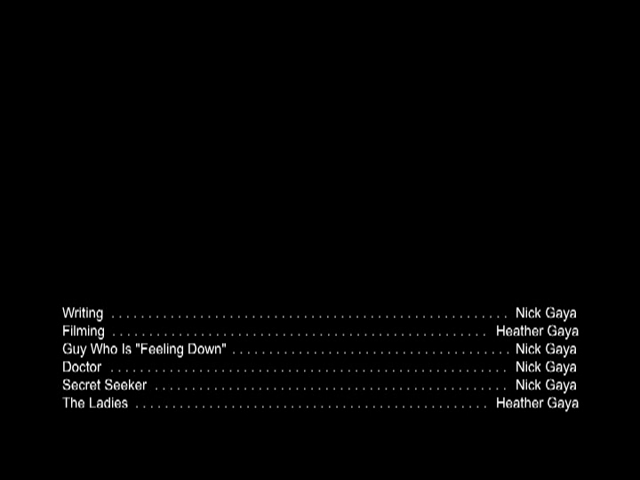 Writing . . . . . . . . . . . . . . . . . . . . . . . . . . . . . . . . . . . . . . . . . . . . Nick Gaya
Filming . . . . . . . . . . . . . . . . . . . . . . . . . . . . . . . . . . . . . . . . . . Heather Gaya
Guy Who Is "Feeling Down" . . . . . . . . . . . . . . . . . . . . . . . . . . . . . . . Nick Gaya
Doctor . . . . . . . . . . . . . . . . . . . . . . . . . . . . . . . . . . . . . . . . . . . . Nick Gaya
Secret Seeker . . . . . . . . . . . . . . . . . . . . . . . . . . . . . . . . . . . . . . . Nick Gaya
The Ladies . . . . . . . . . . . . . . . . . . . . . . . . . . . . . . . . . . . . . . . Heather Gaya